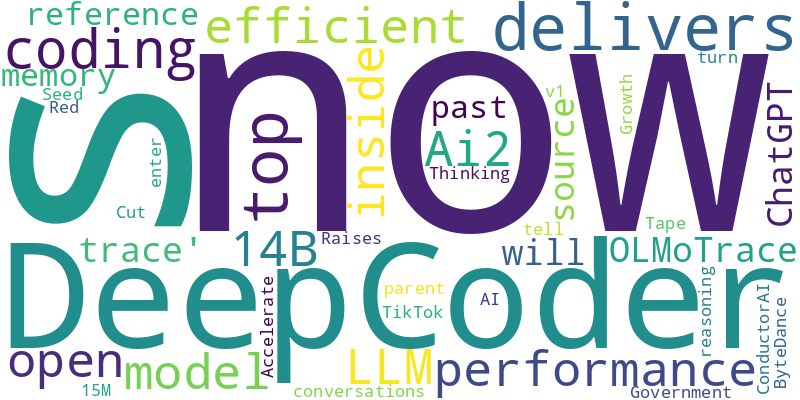 reference
efficient
delivers
coding
memory
turn
Seed
Red
s
now
top
inside
past
Ai2
Thinking
v1
source
Growth
ChatGPT
enter
Cut
tell
Tape
trace'
14B
Raises
will
OLMoTrace
DeepCoder
Accelerate
parent
TikTok
AI
reasoning
ConductorAI
ByteDance
open
model
LLM
performance
15M
conversations
Government